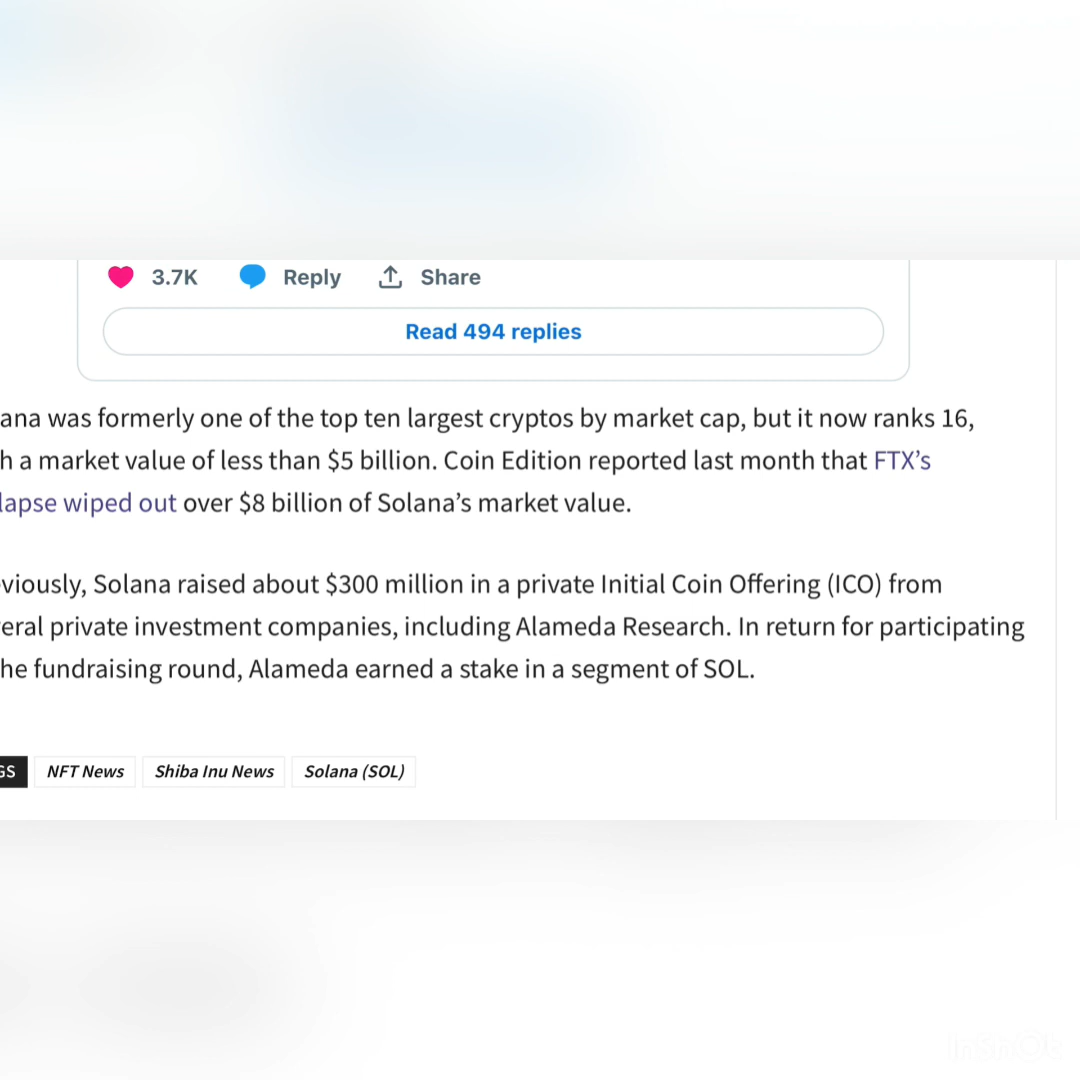 3.7K Reply Share
Read 494 replies
ana was formerly one of the top ten largest cryptos by market cap, but it now ranks 16,
h a market value of less than $5 billion. Coin Edition reported last month that FTX’s
lapse wiped out over $8 billion of Solana’s market value.
viously, Solana raised about $300 million in a private Initial Coin Offering (ICO) from
eral private investment companies, including Alameda Research. In return for participating
he fundraising round, Alameda earned a stake in a segment of SOL.
GS NFT News Shiba Inu News Solana (SOL)